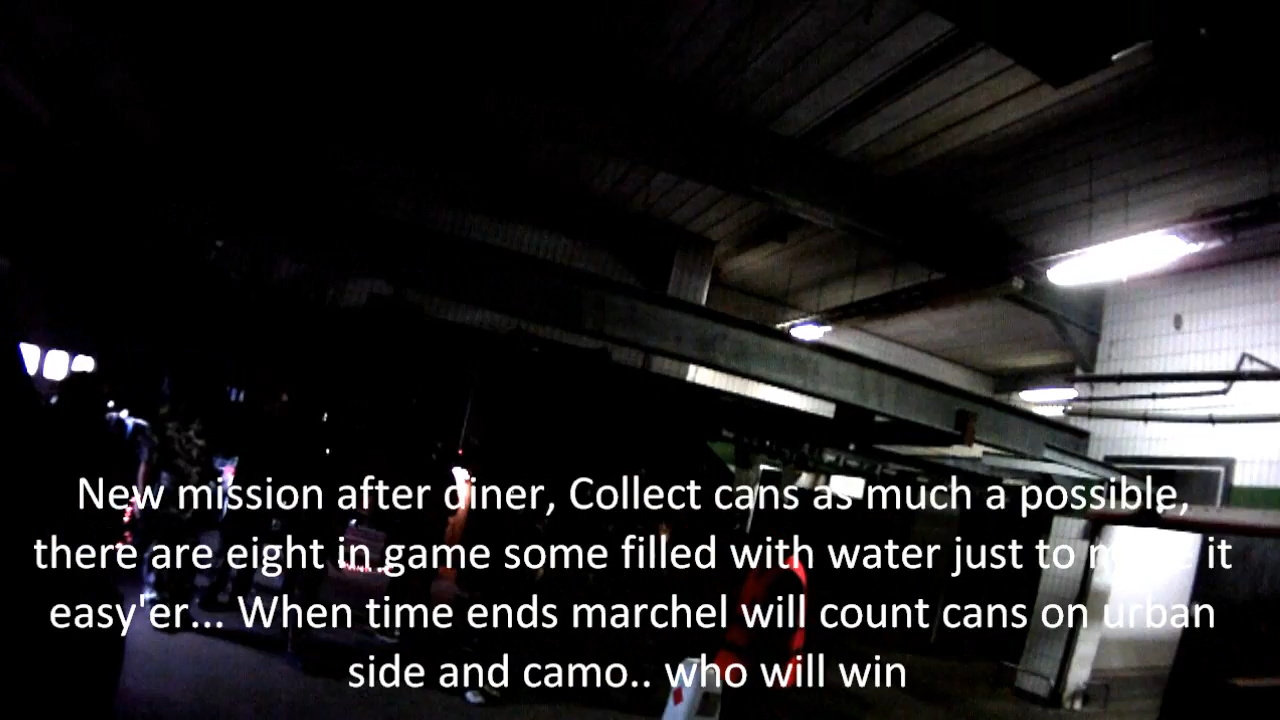 New mission after diner, Collect cans as much a possible,
there are eight in game some filled with water just to make it
easy'er... When time ends marchel will count cans on urban
side and camo.. who will win